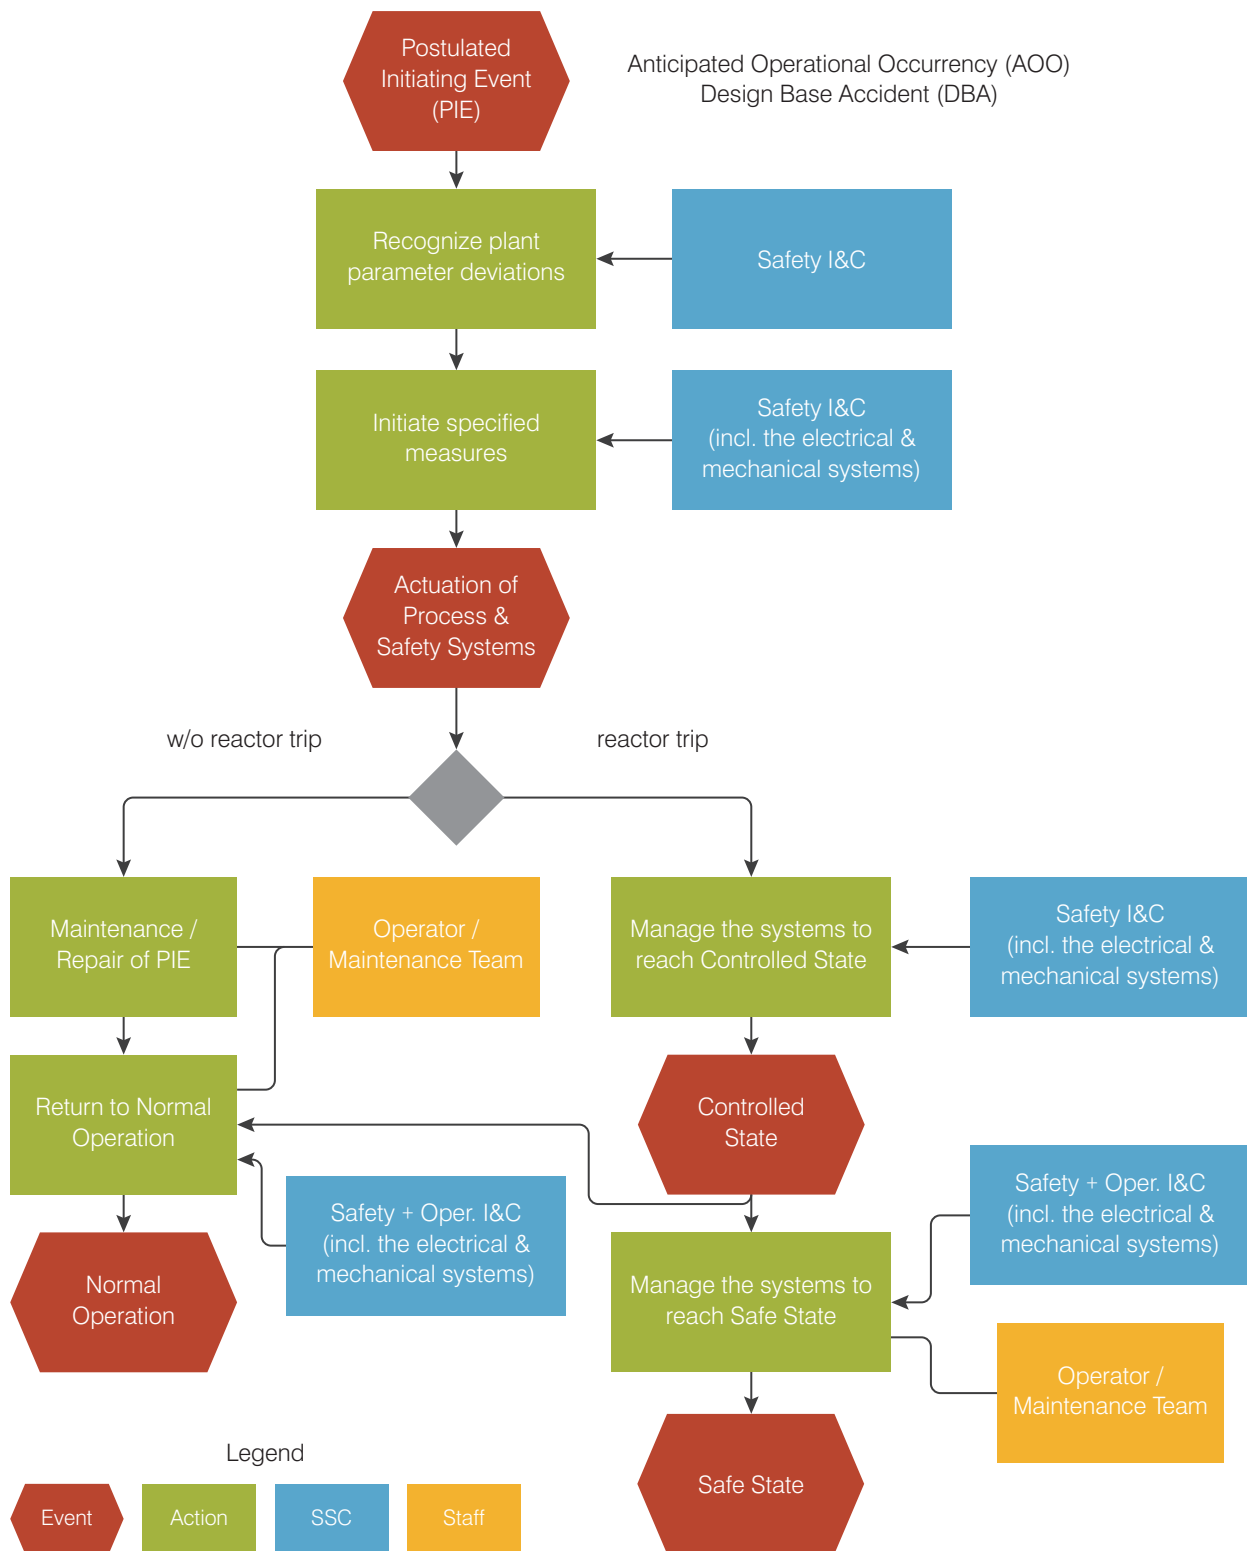 Postulated
Initiating Event
(PIE)
Anticipated Operational Occurrency (AOO)
Design Base Accident (DBA)
Recognize plant
parameter deviations
Safety I&C
Initiate specified
measures
Safety I&C
(incl. the electrical &
mechanical systems)
Actuation of
Process &
Safety Systems
w/o reactor trip
reactor trip
Maintenance /
Repair of PIE
Operator /
Maintenance Team
Manage the systems to
reach Controlled State
Safety I&C
(incl. the electrical &
mechanical systems)
Return to Normal
Operation
Controlled
State
Safety + Oper. I&C
(incl. the electrical &
mechanical systems)
Safety + Oper. I&C
(incl. the electrical &
mechanical systems)
Normal
Operation
Manage the systems to
reach Safe State
Operator /
Maintenance Team
Safe State
Legend
Event
Action
SSC
Staff